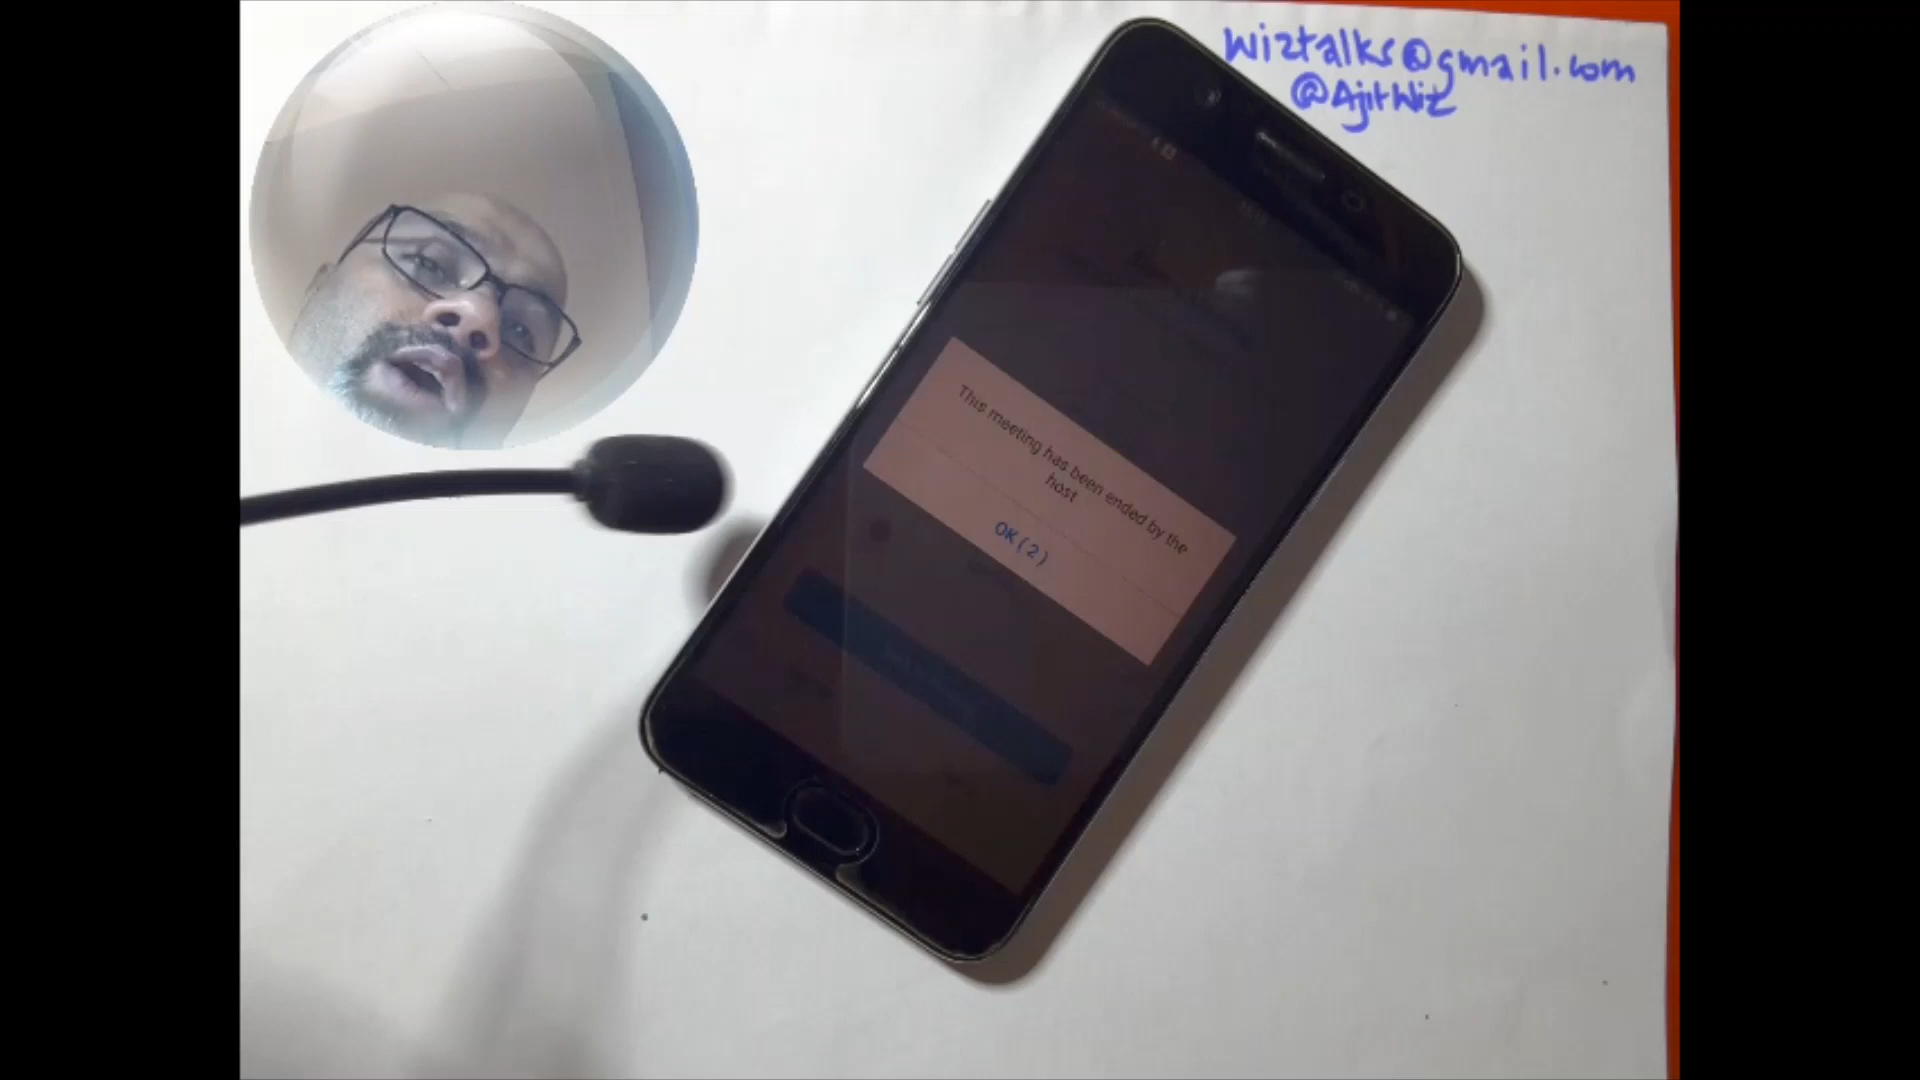 Wiztalks@gmail.com
@AjitWiz
This meeting has been ended by the
host
OK ( 2 )